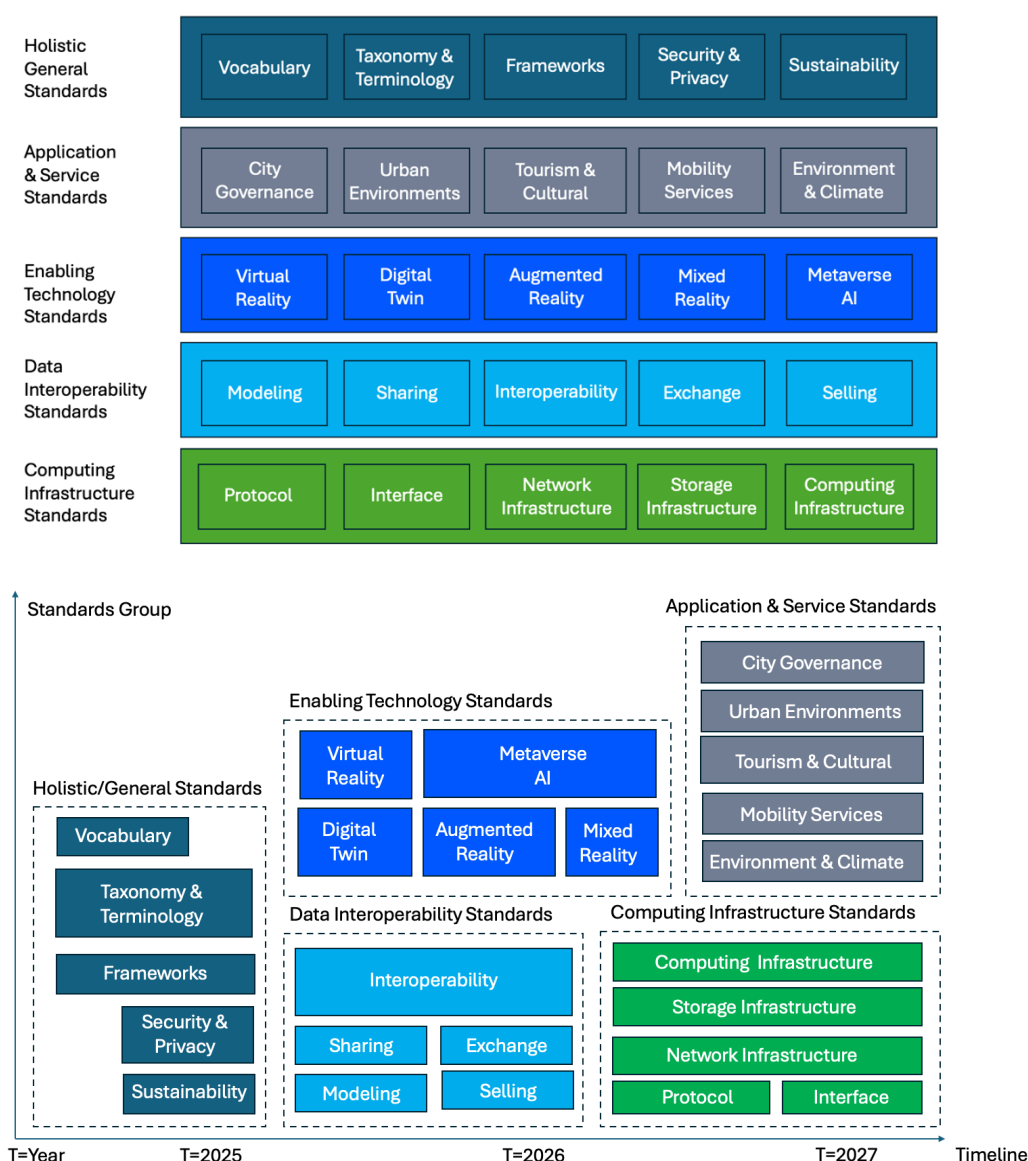 Holistic
General
Standards
Vocabulary
Taxonomy &
Terminology
Frameworks
Security &
Privacy
Sustainability
Application
& Service
Standards
City
Governance
Urban
Environments
Tourism &
Cultural
Mobility
Services
Environment
& Climate
Enabling
Technology
Standards
Virtual
Reality
Digital
Twin
Augmented
Reality
Mixed
Reality
Metaverse
AI
Data
Interoperability
Standards
Modeling
Sharing
Interoperability
Exchange
Selling
Computing
Infrastructure
Standards
Protocol
Interface
Network
Infrastructure
Storage
Infrastructure
Computing
Infrastructure
Standards Group
Holistic/General Standards
Vocabulary
Taxonomy &
Terminology
Frameworks
Security &
Privacy
Sustainability
Enabling Technology Standards
Virtual
Reality
Metaverse
AI
Digital
Twin
Augmented
Reality
Mixed
Reality
Data Interoperability Standards
Interoperability
Sharing
Exchange
Modeling
Selling
Application & Service Standards
City Governance
Urban Environments
Tourism & Cultural
Mobility Services
Environment & Climate
Computing Infrastructure Standards
Computing Infrastructure
Storage Infrastructure
Network Infrastructure
Protocol
Interface
T=Year
T=2025
T=2026
T=2027
Timeline